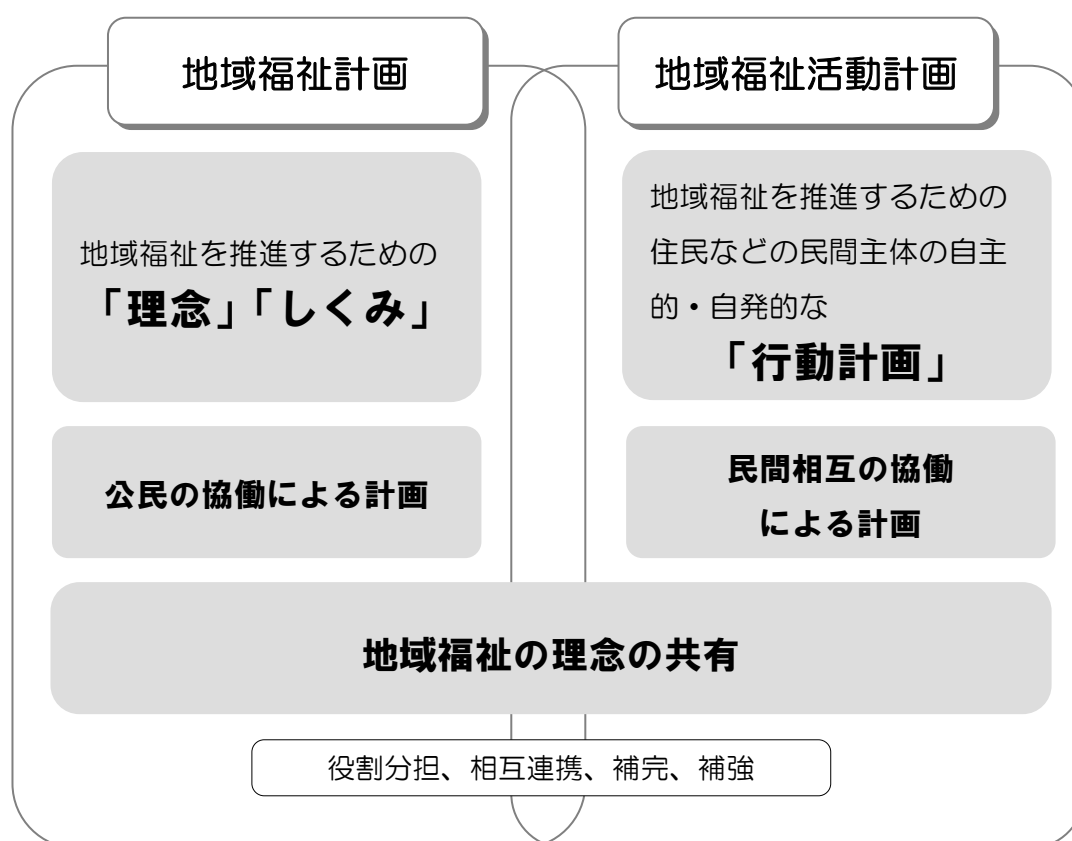 地域福祉計画
地域福祉活動計画
地域福祉を推進するための
「理念」「しくみ」
地域福祉を推進するための
住民などの民間主体の自主
的・自発的な
「行動計画」
公民の協働による計画
民間相互の協働
による計画
地域福祉の理念の共有
役割分担、相互連携、補完、補強